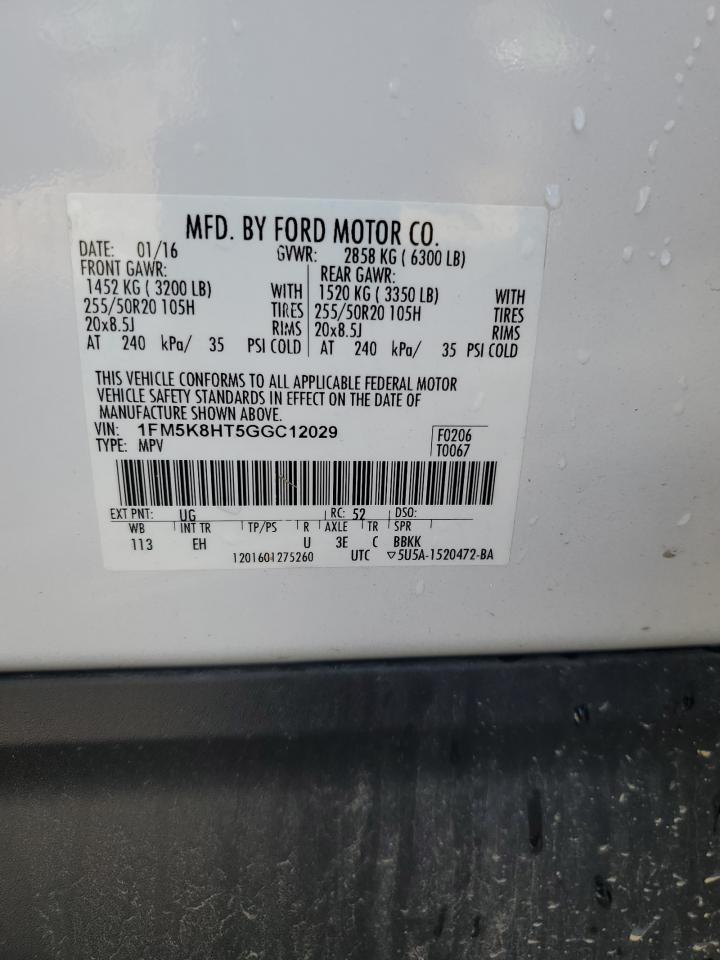 MFD. BY FORD MOTOR CO.
DATE: 01/16 GVWR: 2858 KG ( 6300 LB)
FRONT GAWR: REAR GAWR:
1452 KG ( 3200 LB) WITH 1520 KG ( 3350 LB) WITH
255/50R20 105H TIRES 255/50R20 105H TIRES
20x8.5J RIMS 20x8.5J RIMS
AT 240 kPa/ 35 PSI COLD AT 240 kPa/ 35 PSI COLD
THIS VEHICLE CONFORMS TO ALL APPLICABLE FEDERAL MOTOR
VEHICLE SAFETY STANDARDS IN EFFECT ON THE DATE OF
MANUFACTURE SHOWN ABOVE.
VIN: 1FM5K8HT5GGC12029 F0206
TYPE: MPV T0067
EXT PNT: UG RC: 52 DSO:
WB INT TR TP/PS R AXLE TR SPR
113 EH U 3E C BBKK
1201601275260 UTC ▽5U5A-1520472-BA